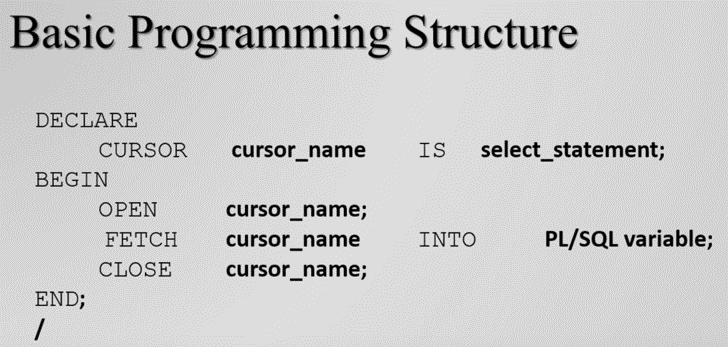 Basic Programming Structure
DECLARE
CURSOR cursor_name IS select_statement;
BEGIN
OPEN cursor_name;
FETCH cursor_name INTO PL/SQL variable;
CLOSE cursor_name;
END;
/